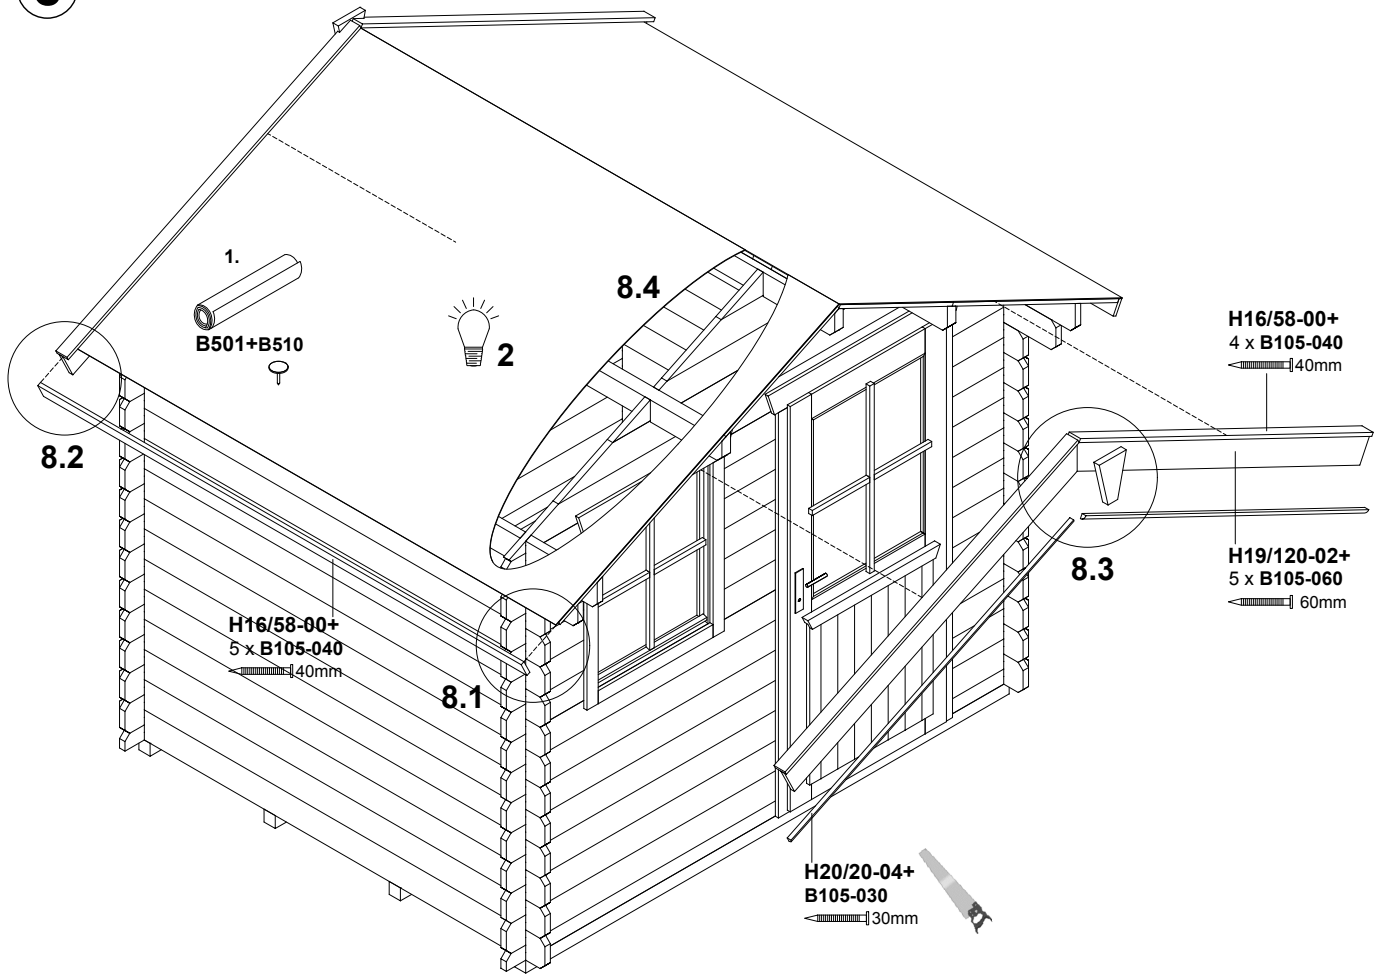 1.
B501+B510
2
8.4
8.2
H16/58-00+
4 x B105-040
40mm
8.3
H19/120-02+
5 x B105-060
60mm
H16/58-00+
5 x B105-040
40mm
8.1
H20/20-04+
B105-030
30mm